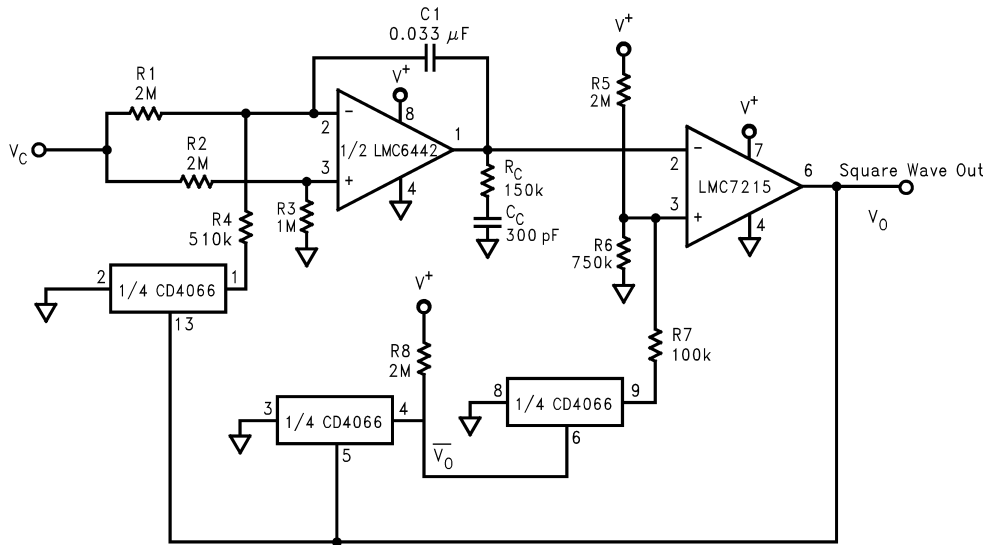 C1
0.033 μF
V+
R1
2M
V+
R5
2M
V+
8
2
−
1
1/2 LMC6442
VC
R2
2M
3
+
4
7
−
2
LMC7215
6
Square Wave Out
VO
3
+
4
RC
150k
CC
300 pF
R3
1M
R4
510k
R6
750k
2
1/4 CD4066
1
13
V+
R8
2M
R7
100k
8
1/4 CD4066
9
6
3
1/4 CD4066
4
5
VO